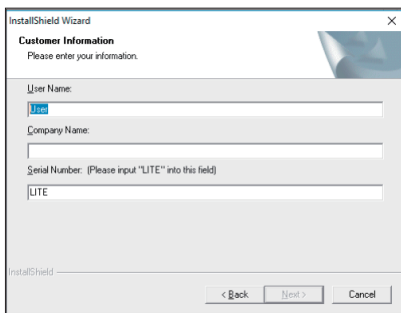 InstallShield Wizard
Customer Information
Please enter your information.
User Name:
User
Company Name:
Serial Number: (Please input "LITE" into this field)
LITE
InstallShield
< Back Next > Cancel